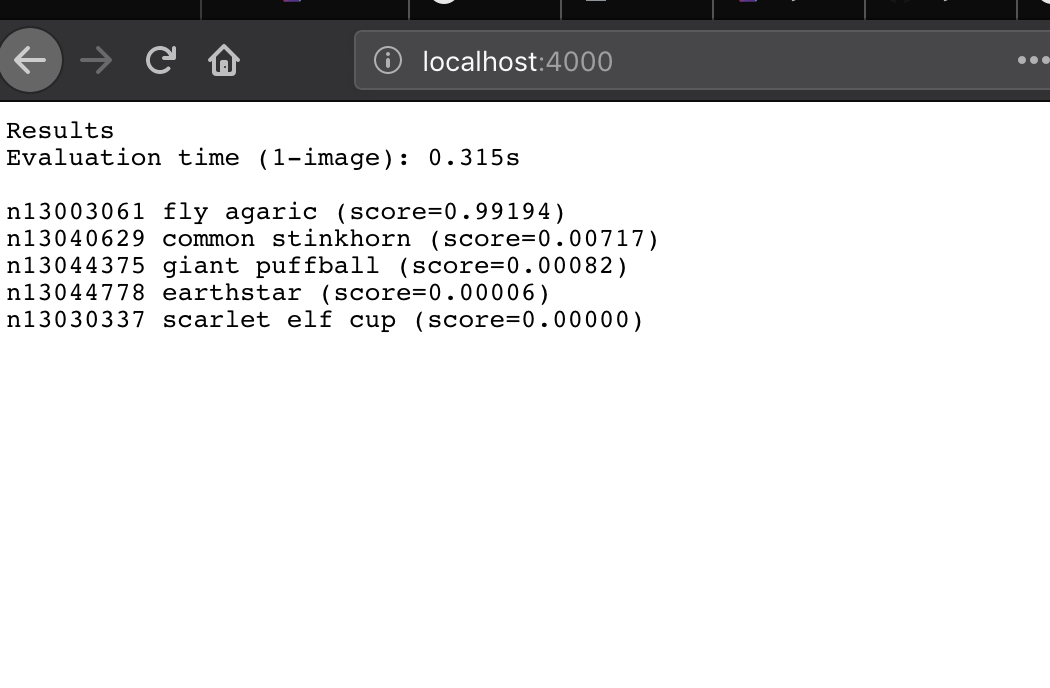 localhost:4000
Results
Evaluation time (1-image): 0.315s
n13003061 fly agaric (score=0.99194)
n13040629 common stinkhorn (score=0.00717)
n13044375 giant puffball (score=0.00082)
n13044778 earthstar (score=0.00006)
n13030337 scarlet elf cup (score=0.00000)